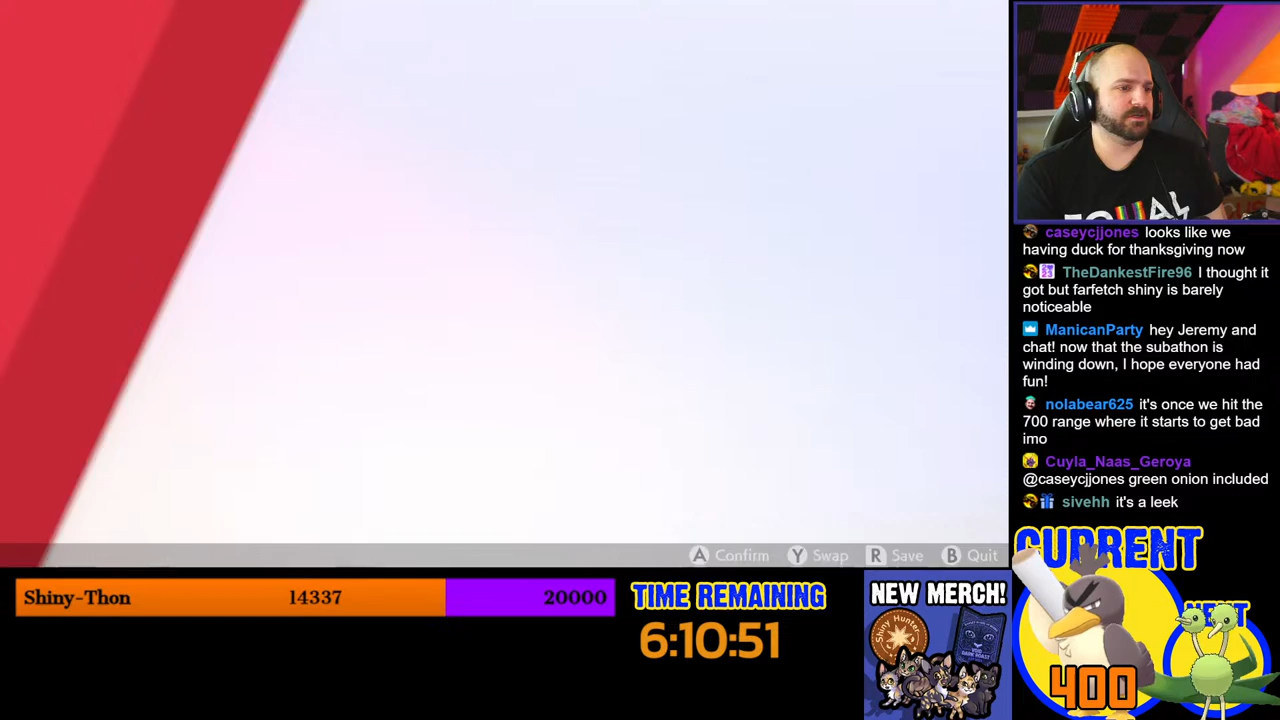 A Confirm Y Swap R Save B Quit
EQUAL
caseycjjones looks like we
having duck for thanksgiving now
TheDankestFire96 I thought it
got but farfetch shiny is barely
noticeable
ManicanParty hey Jeremy and
chat! now that the subathon is
winding down, I hope everyone had
fun!
nolabear625 it's once we hit the
700 range where it starts to get bad
imo
Cuyla_Naas_Geroya
@caseycjjones green onion included
sivehh it's a leek
Shiny-Thon 14337 20000
TIME REMAINING
6:10:51
NEW MERCH!
Shiny Hunter
CURRENT
400
NEXT